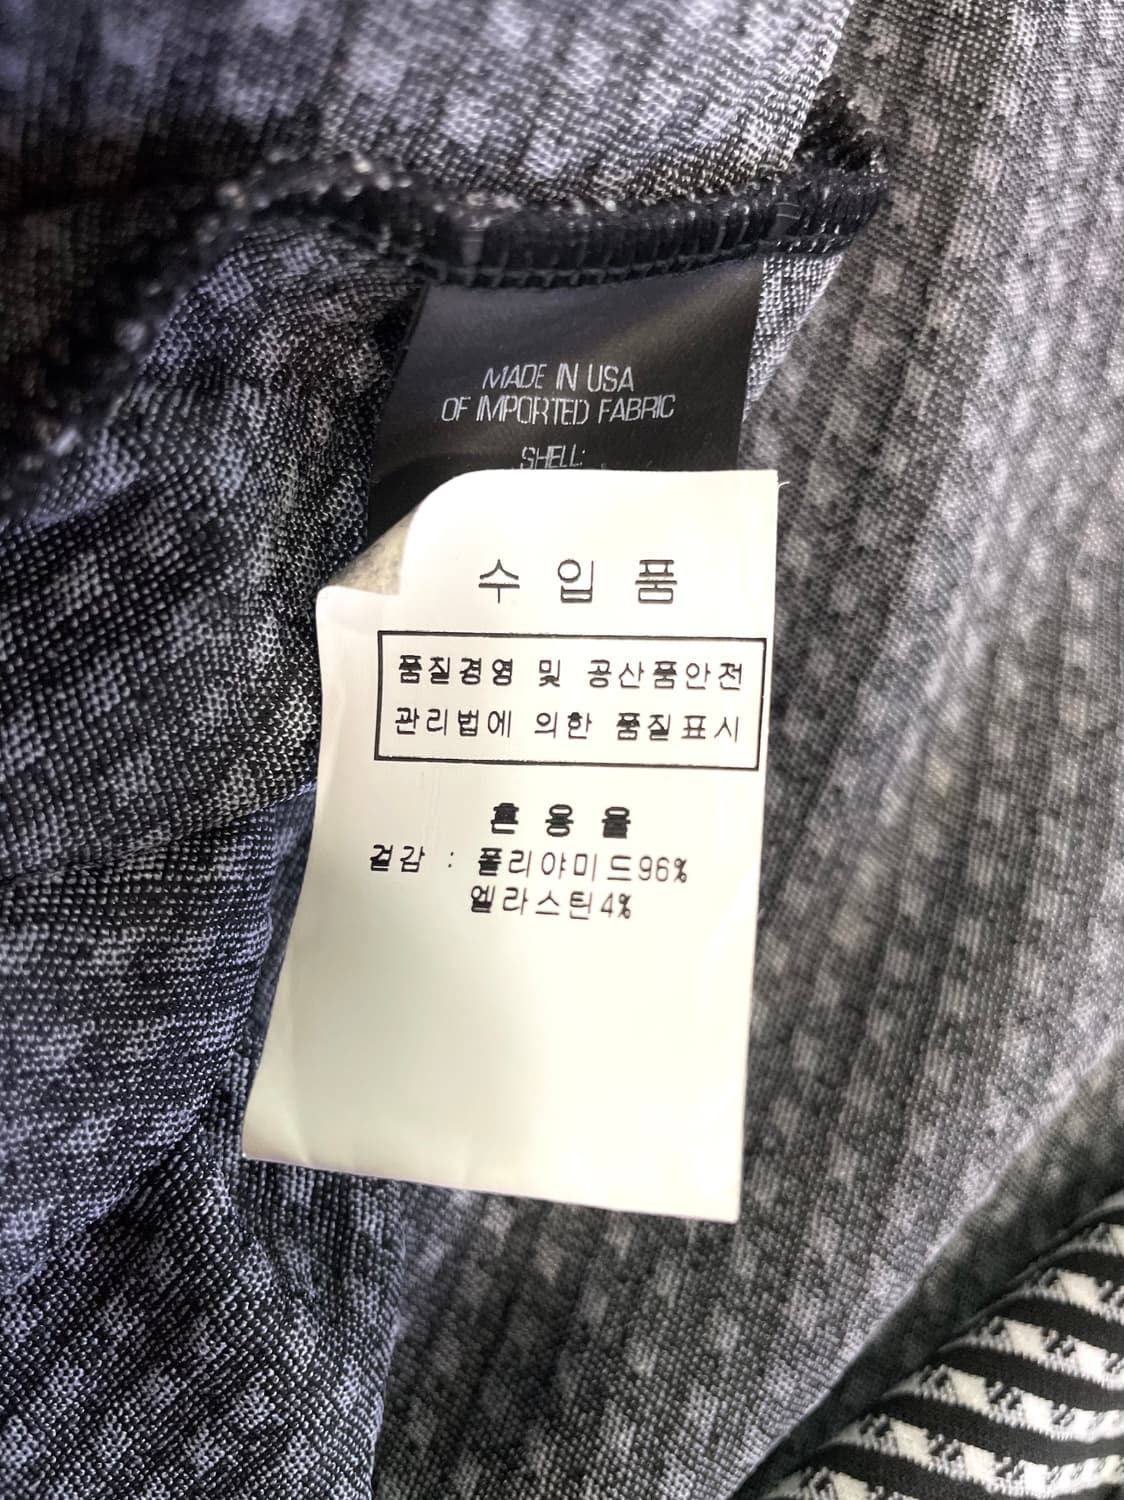 MADE IN USA
OF IMPORTED FABRIC
SHELL:
수 입 품
품질경영 및 공산품안전
관리법에 의한 품질표시
혼 용 율
겉감 : 폴리아미드96%
엘라스틴4%